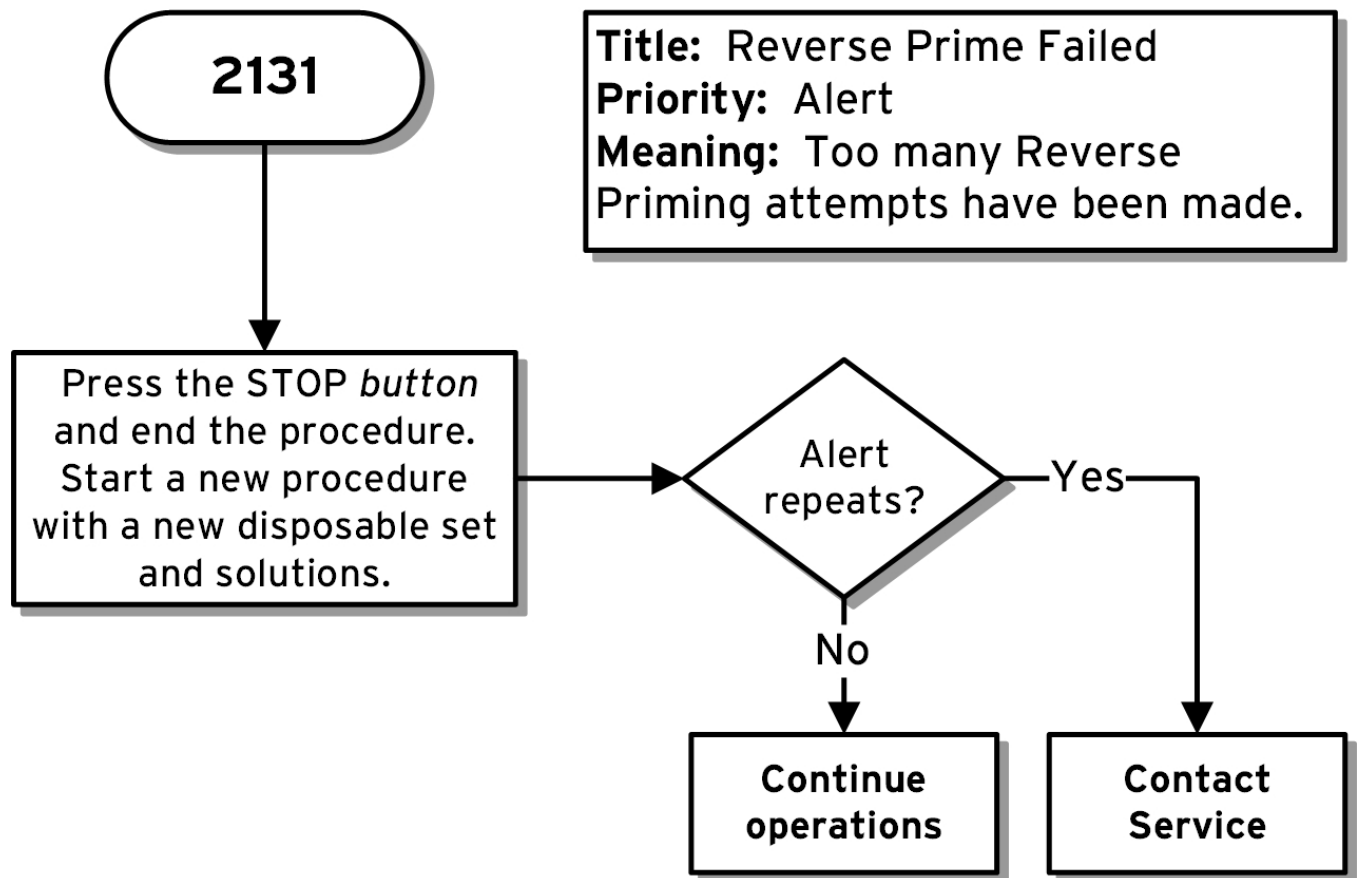 2131
Title: Reverse Prime Failed
Priority: Alert
Meaning: Too many Reverse
Priming attempts have been made.
Press the STOP button
and end the procedure.
Start a new procedure
with a new disposable set
and solutions.
Alert
repeats?
Yes
No
Continue
operations
Contact
Service